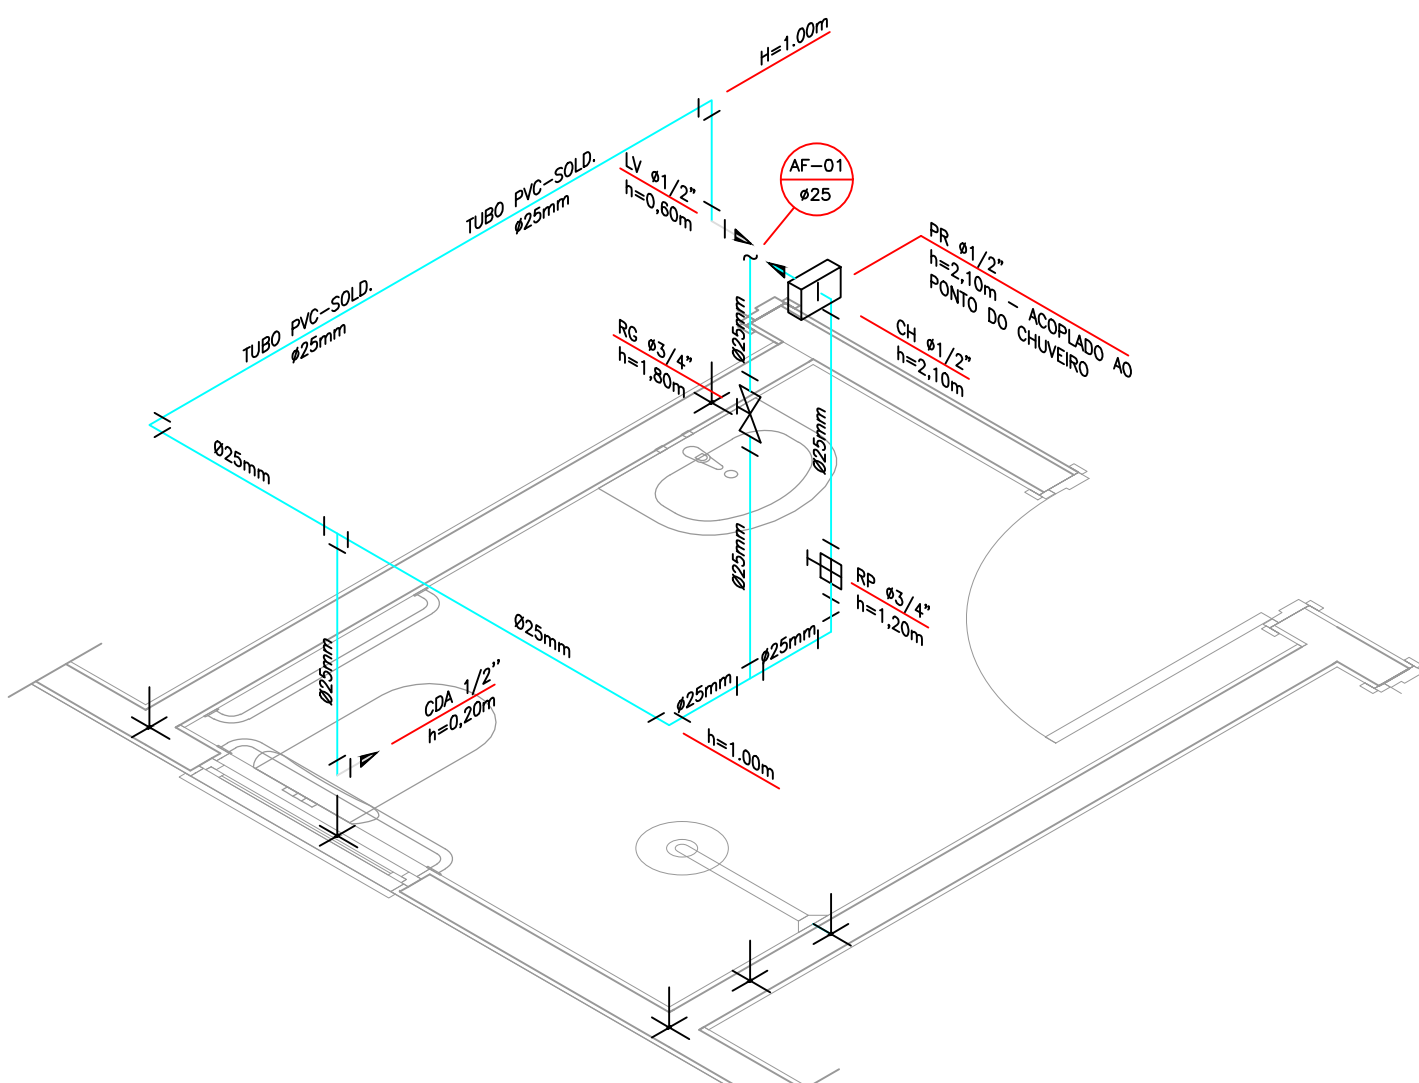 H=1.00m
TUBO PVC-SOLD.
ø25mm
LV ø1/2"
h=0,60m
AF-01
ø25
PR ø1/2"
h=2,10m - ACOPLADO AO
PONTO DO CHUVEIRO
TUBO PVC-SOLD.
ø25mm
RG ø3/4"
h=1,80m
Ø25mm
CH ø1/2"
h=2,10m
Ø25mm
Ø25mm
Ø25mm
RP ø3/4"
h=1,20m
Ø25mm
Ø25mm
ø25mm
ø25mm
CDA 1/2''
h=0,20m
h=1.00m